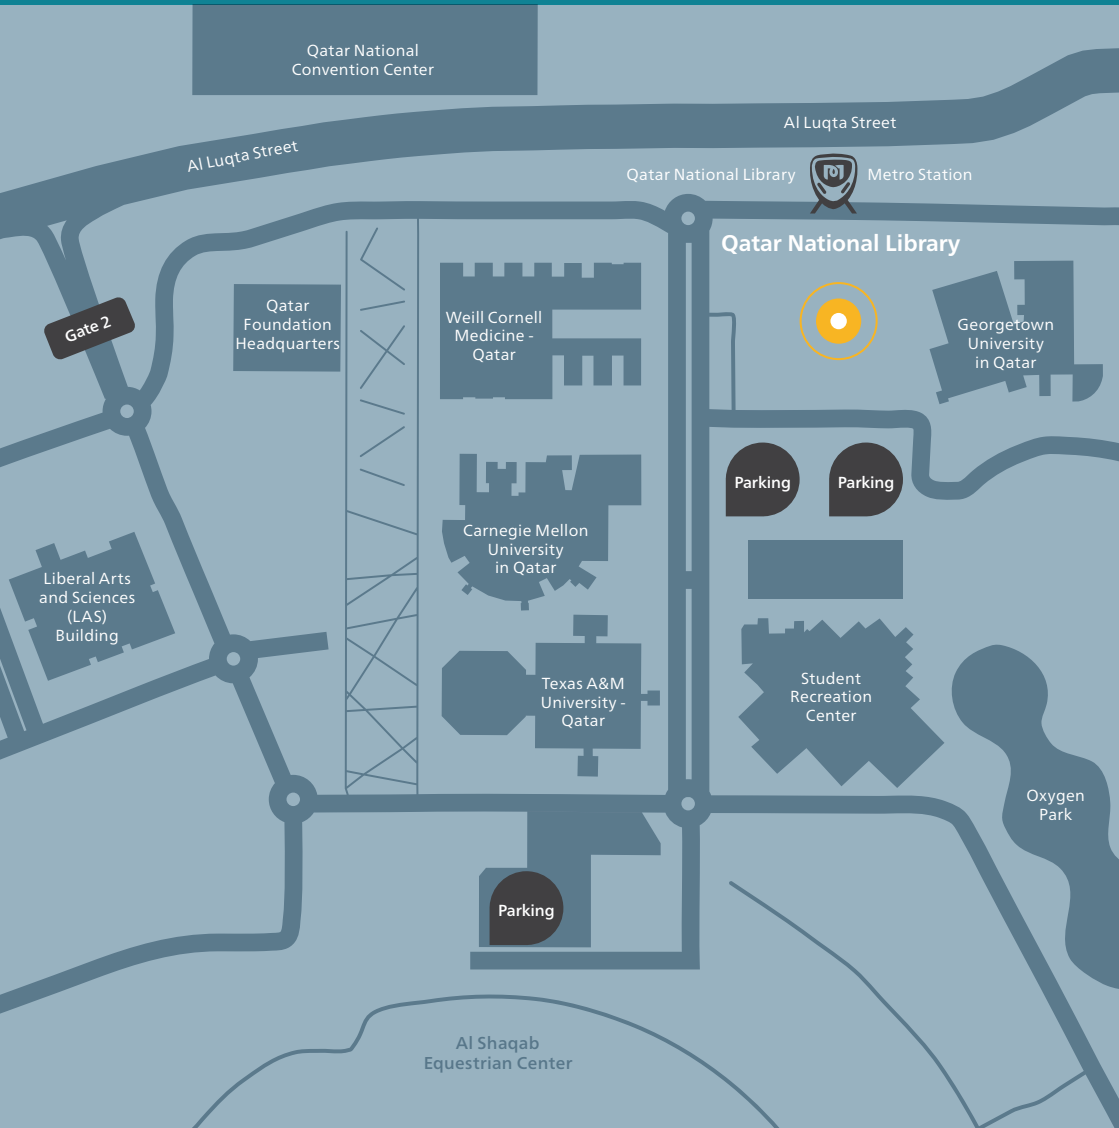 Qatar National
Convention Center
Al Luqta Street
Al Luqta Street
Qatar National Library
Metro Station
Qatar National Library
Gate 2
Qatar
Foundation
Headquarters
Weill Cornell
Medicine -
Qatar
Georgetown
University
in Qatar
Parking
Parking
Carnegie Mellon
University
in Qatar
Liberal Arts
and Sciences
(LAS)
Building
Texas A&M
University -
Qatar
Student
Recreation
Center
Oxygen
Park
Parking
Al Shaqab
Equestrian Center